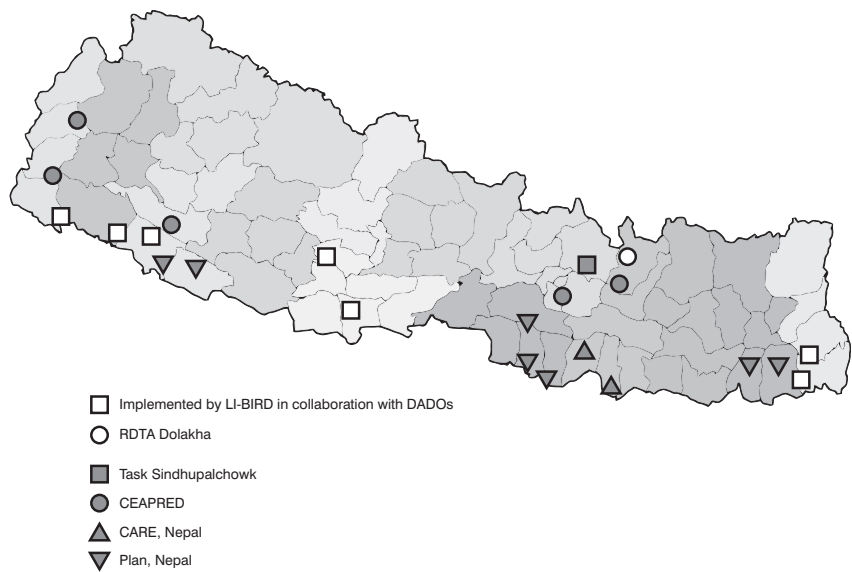 Implemented by LI-BIRD in collaboration with DADOs
RDTA Dolakha
Task Sindhupalchowk
CEAPRED
CARE, Nepal
Plan, Nepal